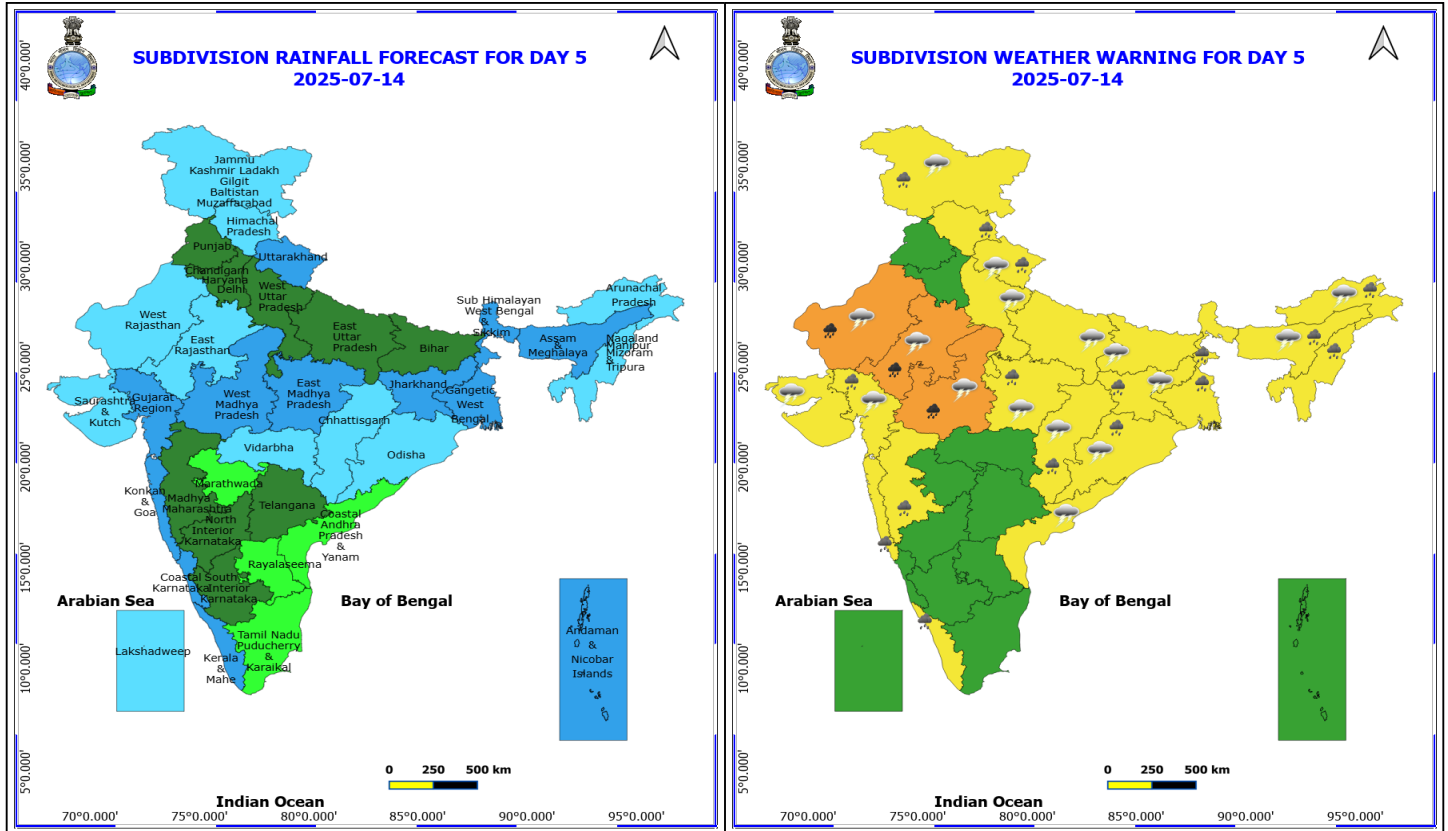 SUBDIVISION RAINFALL FORECAST FOR DAY 5
2025-07-14
40°0.000'
35°0.000'
30°0.000'
25°0.000'
20°0.000'
15°0.000'
10°0.000'
5°0.000'
Jammu
Kashmir Ladakh
Gilgit
Baltistan
Muzaffarabad
Himachal
Pradesh
Punjab
Uttarakhand
Chandigarh
Haryana
Delhi
West
Uttar
Pradesh
West
Rajasthan
East
Rajasthan
East
Uttar
Pradesh
Bihar
Sub Himalayan
West Bengal
&
Sikkim
Arunachal
Pradesh
Assam
&
Meghalaya
Nagaland
Manipur
Mizoram
&
Tripura
Saurashtra
&
Kutch
Gujarat
Region
West
Madhya
Pradesh
East
Madhya
Pradesh
Jharkhand
Gangetic
West
Bengal
Chhattisgarh
Vidarbha
Odisha
Konkan
&
Goa
Madhya
Maharashtra
Marathwada
Telangana
North
Interior
Karnataka
Coastal
Andhra
Pradesh
&
Yanam
Rayalaseema
Coastal
Karnataka
South
Interior
Karnataka
Arabian Sea
Bay of Bengal
Lakshadweep
Kerala
&
Mahe
Tamil Nadu
Puducherry
&
Karaikal
Andaman
&
Nicobar
Islands
0 250 500 km
Indian Ocean
70°0.000' 75°0.000' 80°0.000' 85°0.000' 90°0.000' 95°0.000'
SUBDIVISION WEATHER WARNING FOR DAY 5
2025-07-14
40°0.000'
35°0.000'
30°0.000'
25°0.000'
20°0.000'
15°0.000'
10°0.000'
5°0.000'
Arabian Sea
Bay of Bengal
0 250 500 km
Indian Ocean
70°0.000' 75°0.000' 80°0.000' 85°0.000' 90°0.000' 95°0.000'